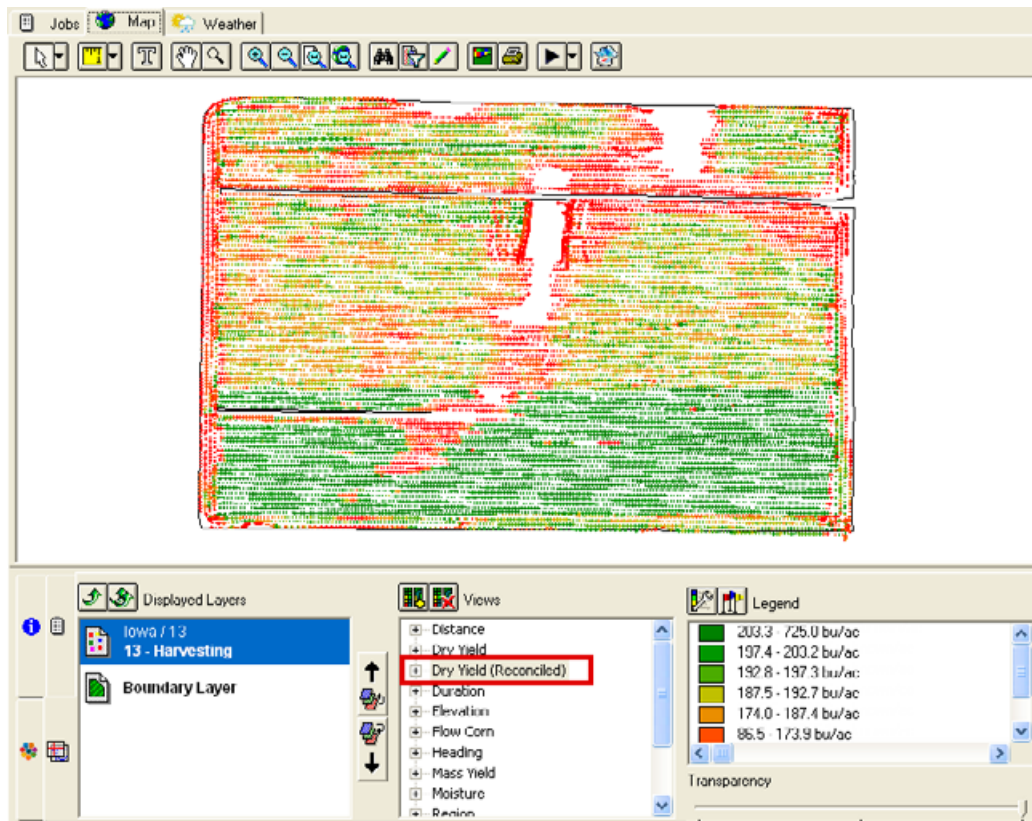 Jobs Map Weather
Displayed Layers
Iowa / 13
13 - Harvesting
Boundary Layer
Views
Distance
Dry Yield
Dry Yield (Reconciled)
Duration
Elevation
Flow Corn
Heading
Mass Yield
Moisture
Region
Legend
203.3 - 725.0 bu/ac
197.4 - 203.2 bu/ac
192.8 - 197.3 bu/ac
187.5 - 192.7 bu/ac
174.0 - 187.4 bu/ac
86.5 - 173.9 bu/ac
Transparency